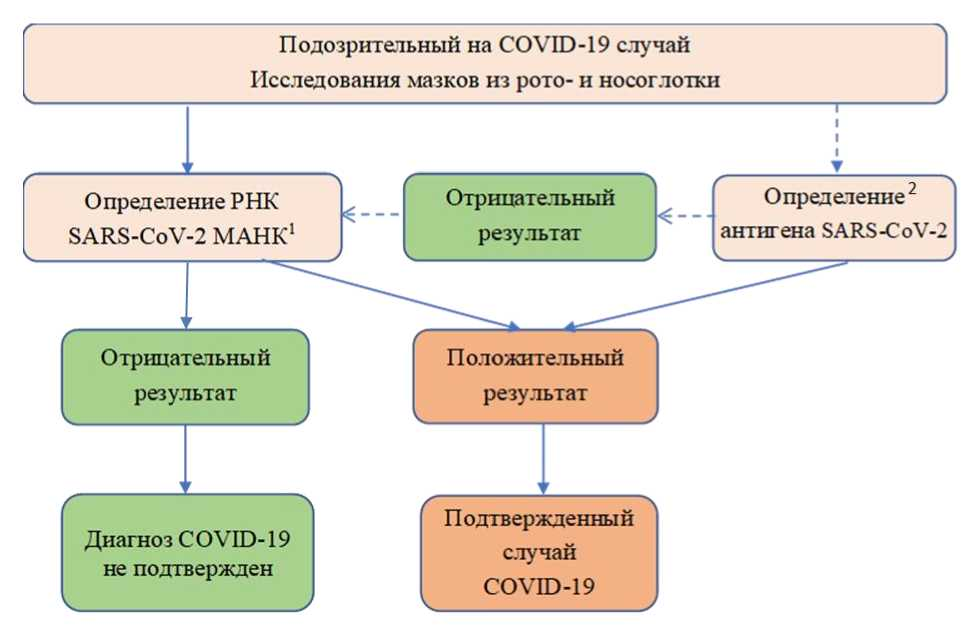 Подозрительный на COVID-19 случай
Исследования мазков из рото- и носоглотки
Определение РНК
SARS-CoV-2 МАНК¹
Отрицательный
результат
Определение²
антигена SARS-CoV-2
Отрицательный
результат
Положительный
результат
Диагноз COVID-19
не подтвержден
Подтвержденный
случай
COVID-19